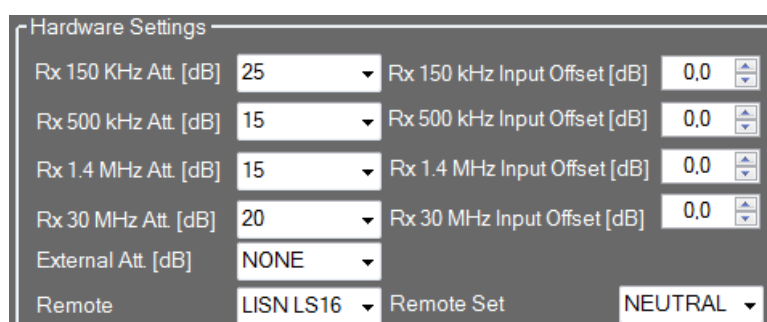 Hardware Settings
Rx 150 KHz Att. [dB] 25 Rx 150 kHz Input Offset [dB] 0,0
Rx 500 kHz Att. [dB] 15 Rx 500 kHz Input Offset [dB] 0,0
Rx 1.4 MHz Att. [dB] 15 Rx 1.4 MHz Input Offset [dB] 0,0
Rx 30 MHz Att. [dB] 20 Rx 30 MHz Input Offset [dB] 0,0
External Att. [dB] NONE
Remote LISN LS16 Remote Set NEUTRAL